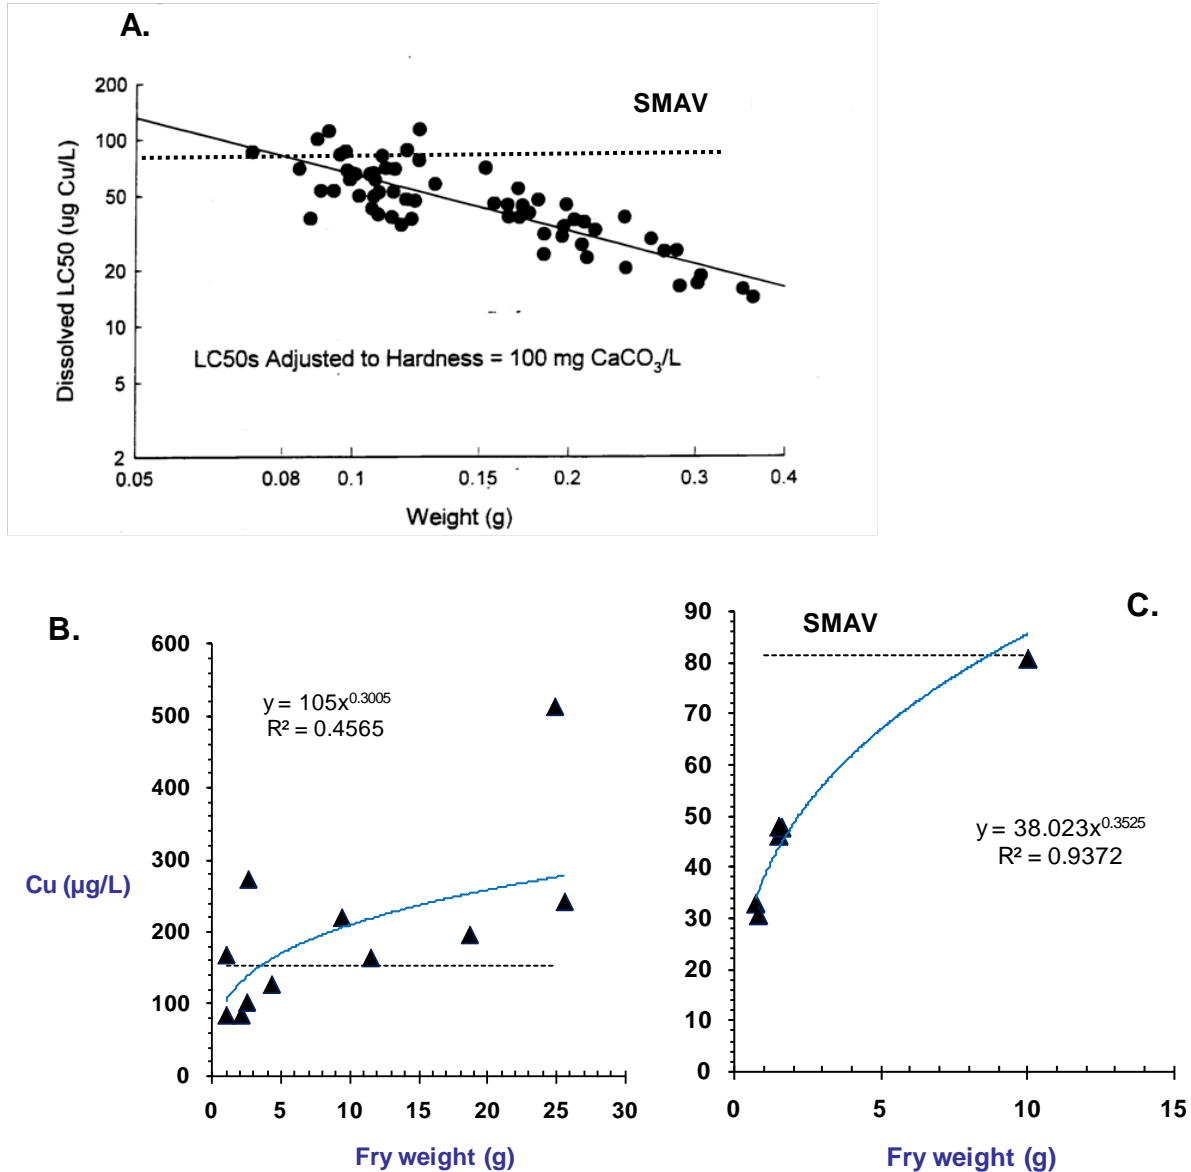 A.
SMAV
Dissolved LC50 (ug Cu/L)
200
100
50
20
10
5
2
LC50s Adjusted to Hardness = 100 mg CaCO₃/L
0.05
0.08
0.1
0.15
0.2
0.3
0.4
Weight (g)
B.
600
500
400
300
200
100
0
y = 105x^0.3005
R² = 0.4565
Cu (µg/L)
0
5
10
15
20
25
30
Fry weight (g)
C.
SMAV
90
80
70
60
50
40
30
20
10
0
y = 38.023x^0.3525
R² = 0.9372
0
5
10
15
Fry weight (g)